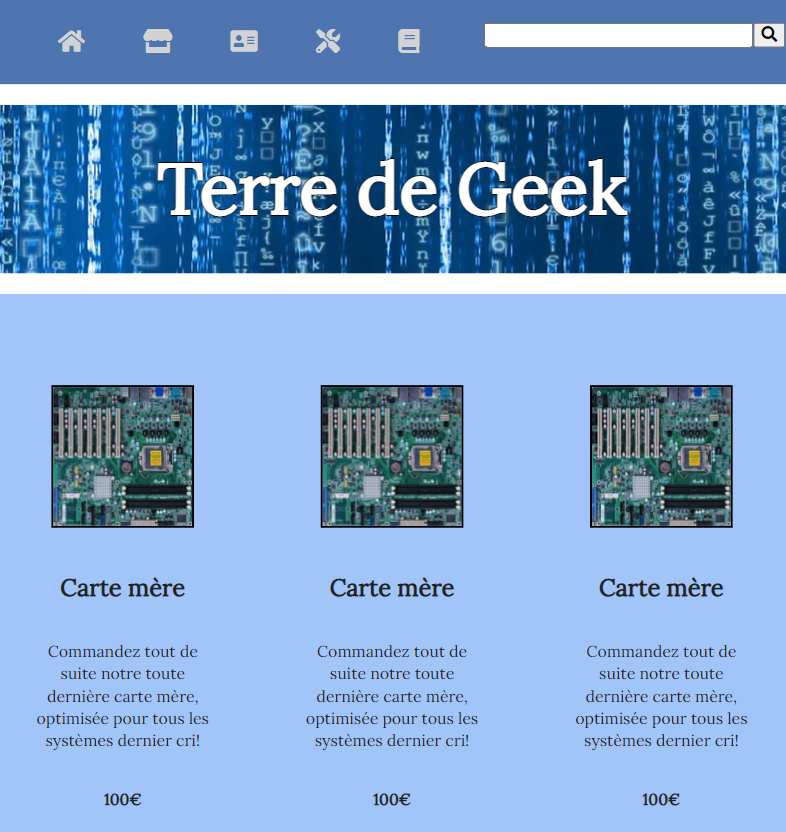 Terre de Geek
Carte mère
Carte mère
Carte mère
Commandez tout de
suite notre toute
dernière carte mère,
optimisée pour tous les
systèmes dernier cri!
Commandez tout de
suite notre toute
dernière carte mère,
optimisée pour tous les
systèmes dernier cri!
Commandez tout de
suite notre toute
dernière carte mère,
optimisée pour tous les
systèmes dernier cri!
100€
100€
100€